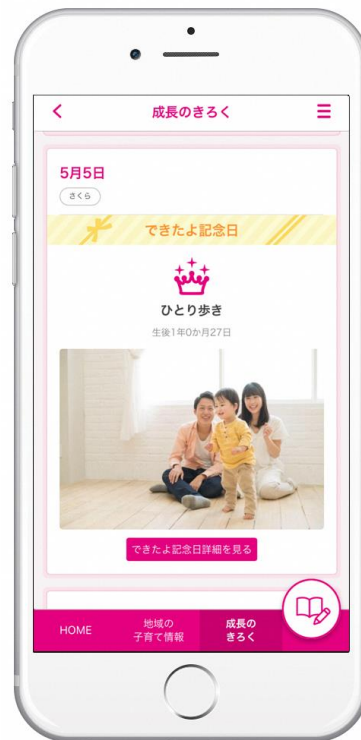 成長のきろく
5月5日
さくら
できたよ記念日
ひとり歩き
生後1年0か月27日
できたよ記念日詳細を見る
HOME
地域の
子育て情報
成長の
きろく